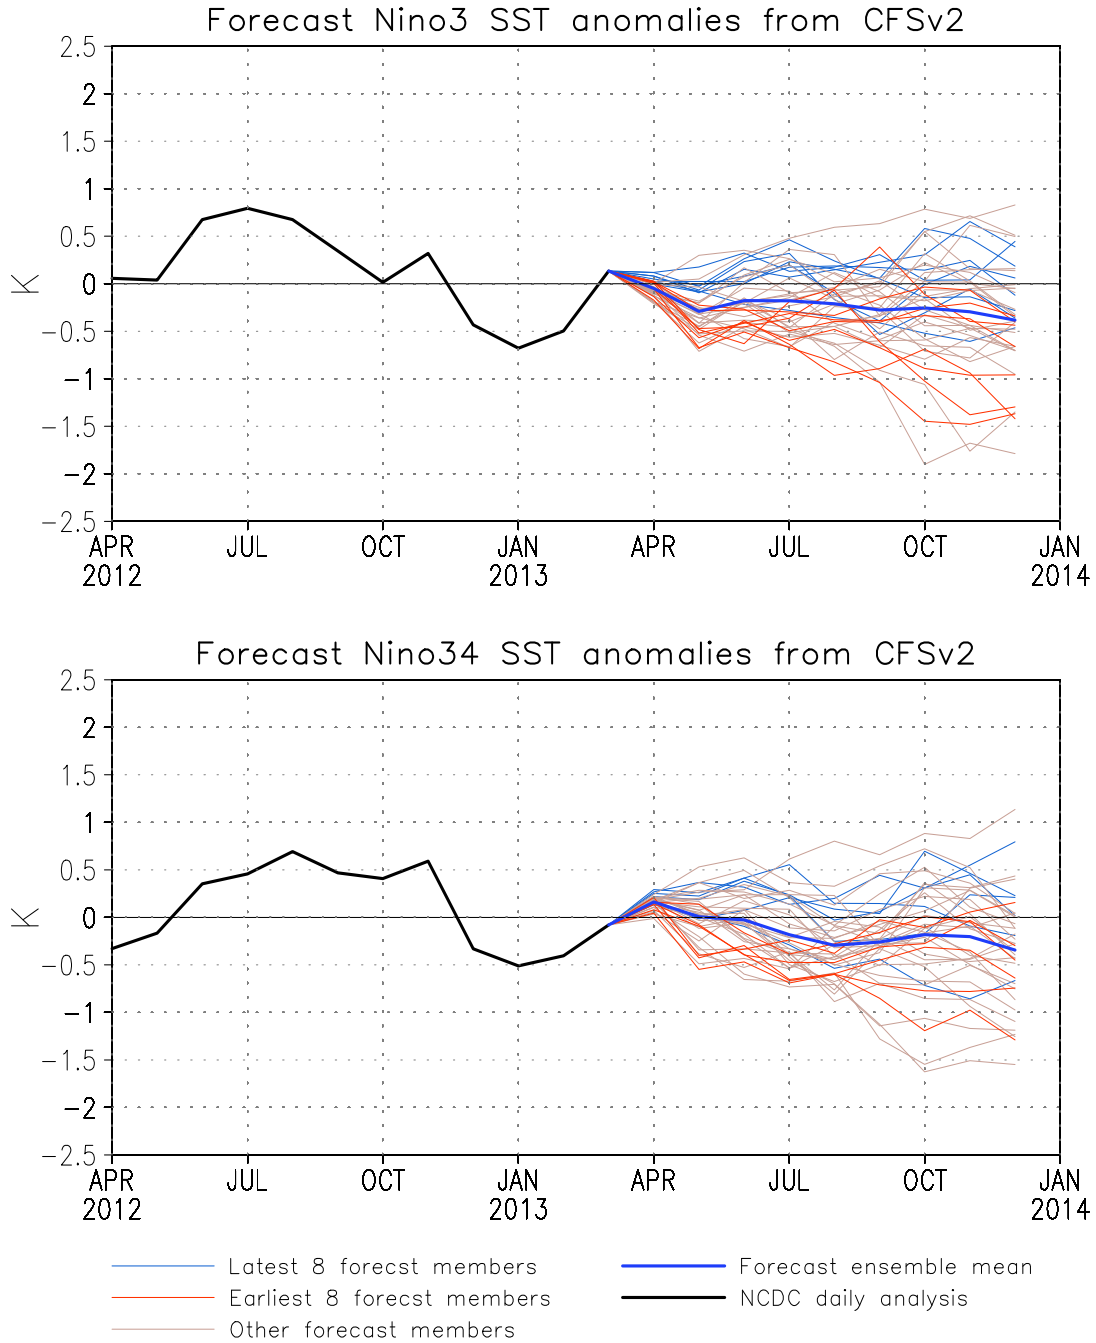 Forecast Nino3 SST anomalies from CFSv2
2.5
2
1.5
1
0.5
0
−0.5
−1
−1.5
−2
−2.5
K
APR JUL OCT JAN APR JUL OCT JAN
2012 2013 2014
Forecast Nino34 SST anomalies from CFSv2
2.5
2
1.5
1
0.5
0
−0.5
−1
−1.5
−2
−2.5
K
APR JUL OCT JAN APR JUL OCT JAN
2012 2013 2014
Latest 8 forecst members
Earliest 8 forecst members
Other forecast members
Forecast ensemble mean
NCDC daily analysis